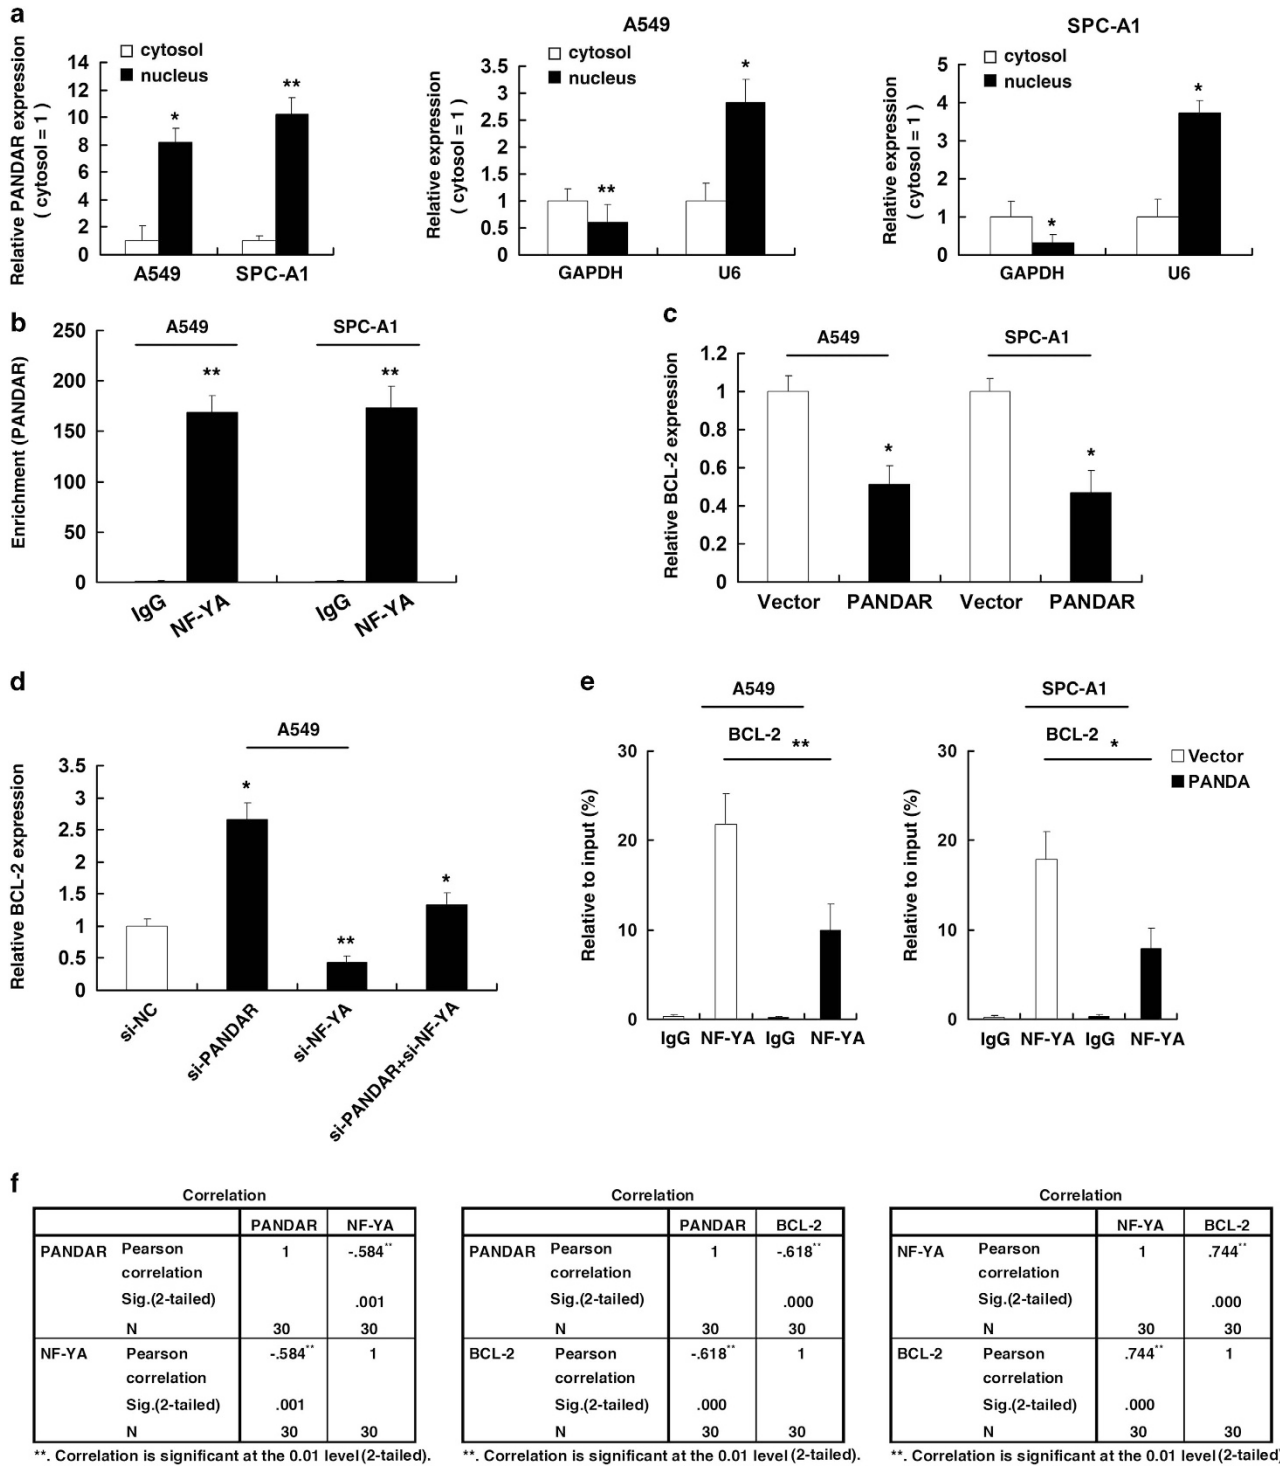 a
Relative PANDAR expression
( cytosol = 1 )
14
12
10
8
6
4
2
0
cytosol
nucleus
*
**
A549
SPC-A1
A549
Relative expression
( cytosol = 1 )
3.5
3
2.5
2
1.5
1
0.5
0
cytosol
nucleus
**
*
GAPDH
U6
SPC-A1
Relative expression
( cytosol = 1 )
5
4
3
2
1
0
cytosol
nucleus
*
*
GAPDH
U6
b
Enrichment (PANDAR)
250
200
150
100
50
0
A549
SPC-A1
**
**
IgG
NF-YA
IgG
NF-YA
c
Relative BCL-2 expression
1.2
1
0.8
0.6
0.4
0.2
0
A549
SPC-A1
*
*
Vector
PANDAR
Vector
PANDAR
d
Relative BCL-2 expression
3.5
3
2.5
2
1.5
1
0.5
0
A549
*
**
*
si-NC
si-PANDAR
si-NF-YA
si-PANDAR+si-NF-YA
e
A549
BCL-2
**
Relative to input (%)
30
20
10
0
IgG NF-YA IgG NF-YA
SPC-A1
BCL-2
*
Relative to input (%)
30
20
10
0
IgG NF-YA IgG NF-YA
Vector
PANDA
f
Correlation
PANDAR NF-YA
PANDAR Pearson 1 -.584**
correlation
Sig.(2-tailed) .001
N 30 30
NF-YA Pearson -.584** 1
correlation
Sig.(2-tailed) .001
N 30 30
**. Correlation is significant at the 0.01 level (2-tailed).
Correlation
PANDAR BCL-2
PANDAR Pearson 1 -.618**
correlation
Sig.(2-tailed) .000
N 30 30
BCL-2 Pearson -.618** 1
correlation
Sig.(2-tailed) .000
N 30 30
**. Correlation is significant at the 0.01 level (2-tailed).
Correlation
NF-YA BCL-2
NF-YA Pearson 1 .744**
correlation
Sig.(2-tailed) .000
N 30 30
BCL-2 Pearson .744** 1
correlation
Sig.(2-tailed) .000
N 30 30
**. Correlation is significant at the 0.01 level (2-tailed)